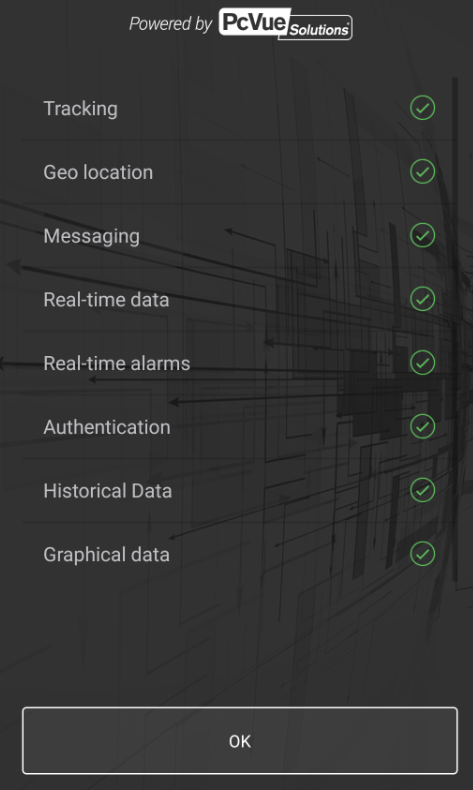 Powered by PcVue Solutions
Tracking
Geo location
Messaging
Real-time data
Real-time alarms
Authentication
Historical Data
Graphical data
OK